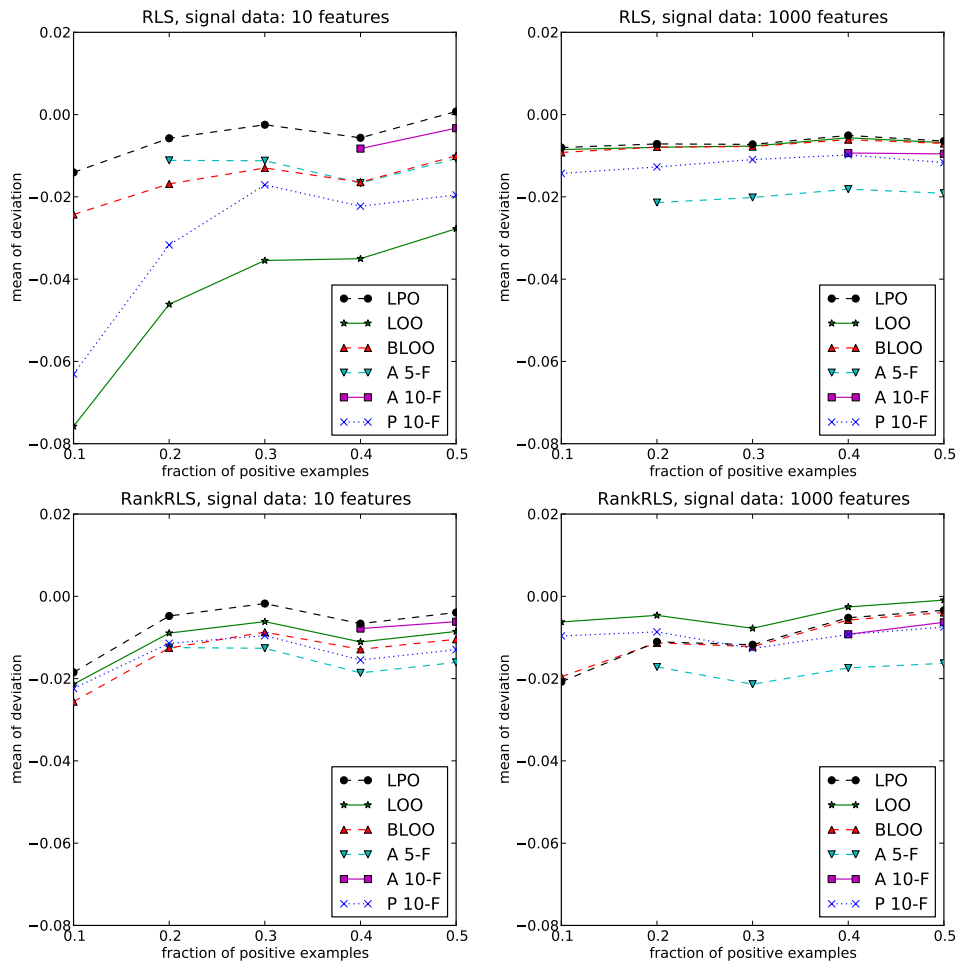 RLS, signal data: 10 features
0.02
0.00
−0.02
−0.04
−0.06
−0.08
mean of deviation
0.1
0.2
0.3
0.4
0.5
fraction of positive examples
LPO
LOO
BLOO
A 5-F
A 10-F
P 10-F
RLS, signal data: 1000 features
0.02
0.00
−0.02
−0.04
−0.06
−0.08
mean of deviation
0.1
0.2
0.3
0.4
0.5
fraction of positive examples
LPO
LOO
BLOO
A 5-F
A 10-F
P 10-F
RankRLS, signal data: 10 features
0.02
0.00
−0.02
−0.04
−0.06
−0.08
mean of deviation
0.1
0.2
0.3
0.4
0.5
fraction of positive examples
LPO
LOO
BLOO
A 5-F
A 10-F
P 10-F
RankRLS, signal data: 1000 features
0.02
0.00
−0.02
−0.04
−0.06
−0.08
mean of deviation
0.1
0.2
0.3
0.4
0.5
fraction of positive examples
LPO
LOO
BLOO
A 5-F
A 10-F
P 10-F